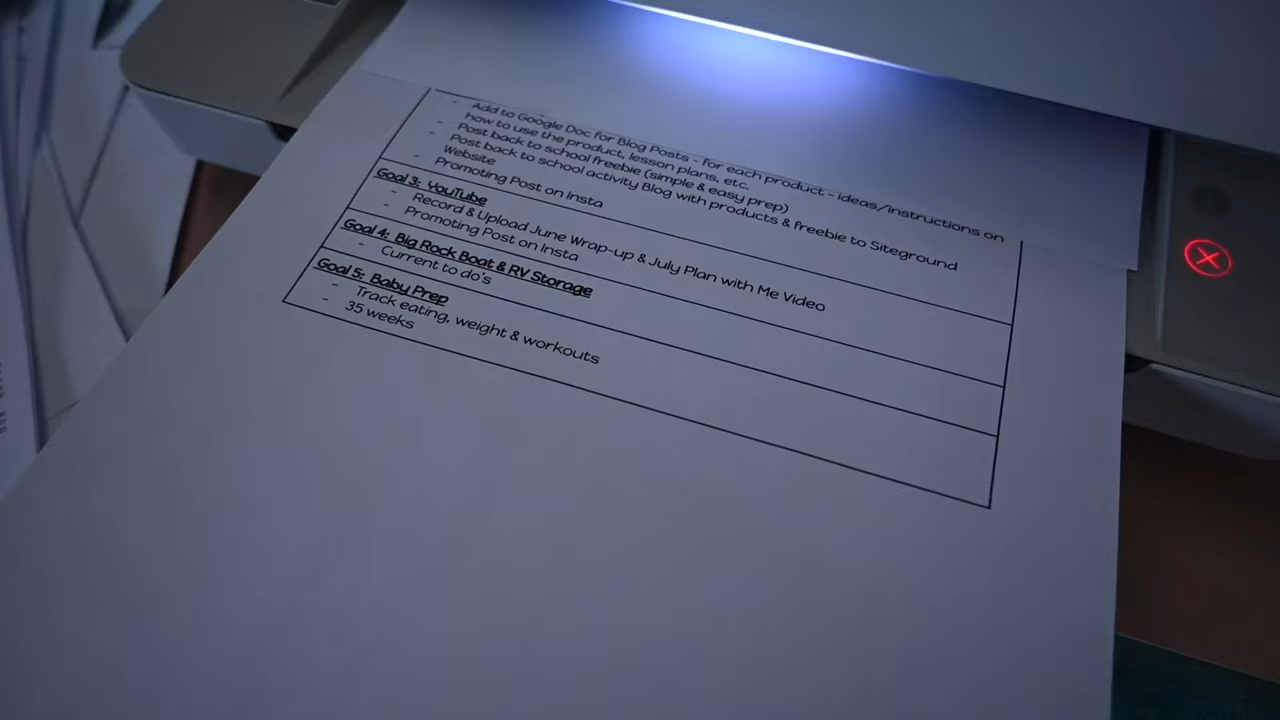 - Add to Google Doc for Blog Posts - for each product - ideas/instructions on
how to use the product, lesson plans, etc.
- Post back to school freebie (simple & easy prep)
- Post back to school activity Blog with products & freebie to Siteground
Website
- Promoting Post on Insta
Goal 3: YouTube
- Record & Upload June Wrap-up & July Plan with Me Video
- Promoting Post on Insta
Goal 4: Big Rock Boat & RV Storage
- Current to do's
Goal 5: Baby Prep
- Track eating, weight & workouts
- 35 weeks